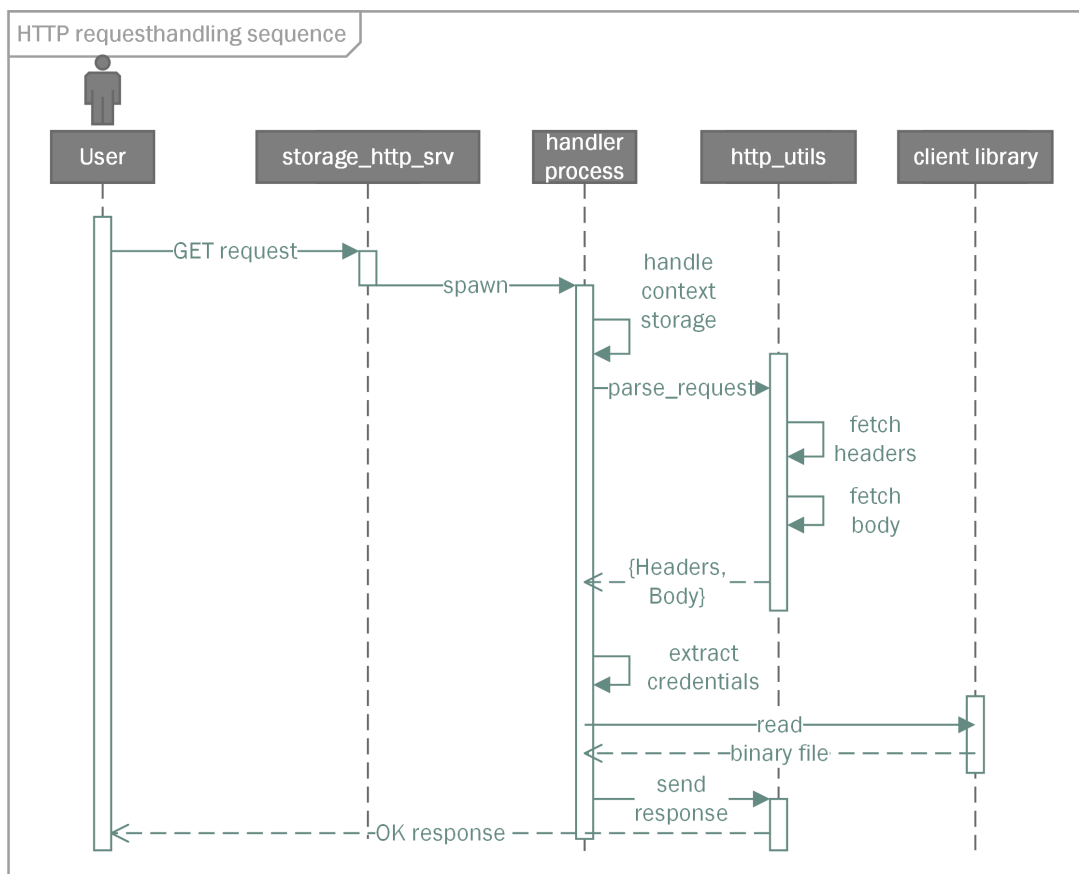 HTTP requesthandling sequence
User
storage_http_srv
handler
process
http_utils
client library
GET request
spawn
handle
context
storage
parse_request
fetch
headers
fetch
body
{Headers,
Body}
extract
credentials
read
binary file
send
response
OK response